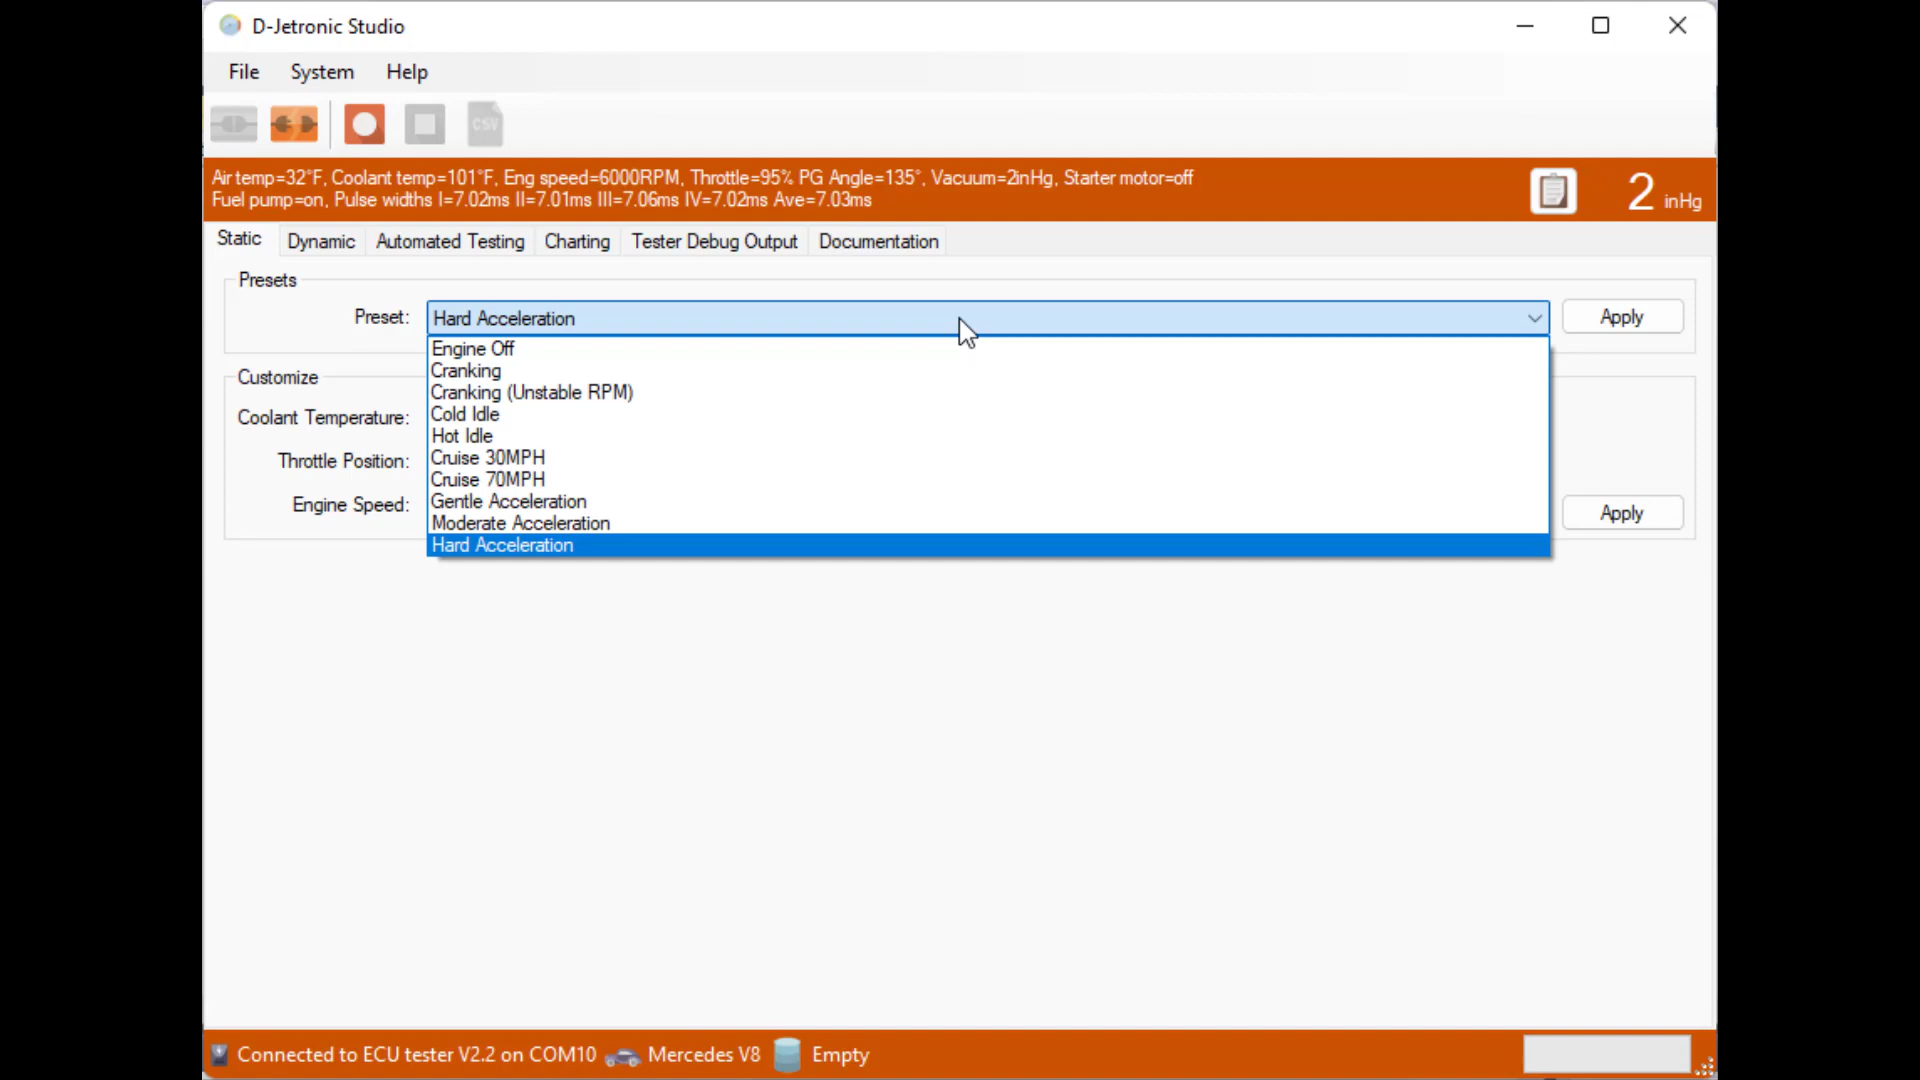 D-Jetronic Studio
File System Help
CSV
Air temp=32°F, Coolant temp=101°F, Eng speed=6000RPM, Throttle=95% PG Angle=135°, Vacuum=2inHg, Starter motor=off
Fuel pump=on, Pulse widths I=7.02ms II=7.01ms III=7.06ms IV=7.02ms Ave=7.03ms
2 inHg
Static Dynamic Automated Testing Charting Tester Debug Output Documentation
Presets
Preset: Hard Acceleration Apply
Engine Off
Cranking
Cranking (Unstable RPM)
Cold Idle
Hot Idle
Cruise 30MPH
Cruise 70MPH
Gentle Acceleration
Moderate Acceleration
Hard Acceleration
Customize
Coolant Temperature:
Throttle Position:
Engine Speed: Apply
Connected to ECU tester V2.2 on COM10 Mercedes V8 Empty